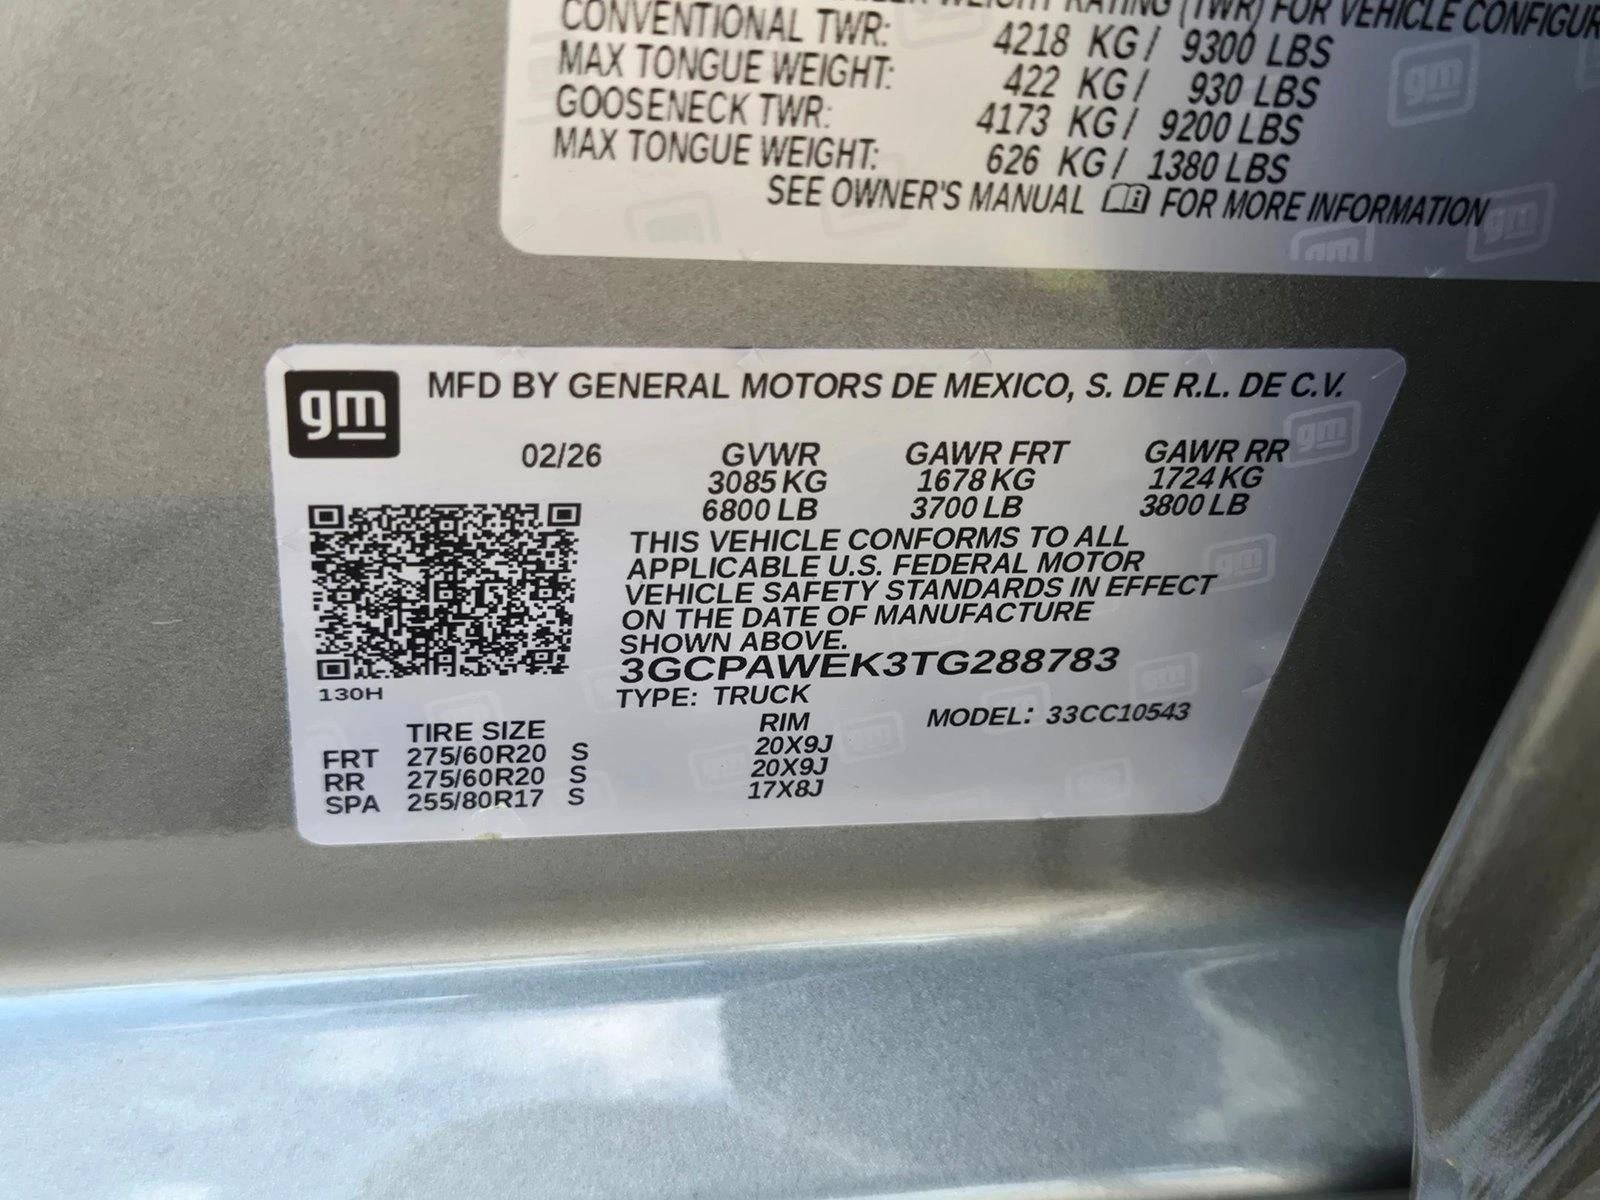 WEIGHT RATING (TWR) FOR VEHICLE
CONVENTIONAL TWR: 4218 KG / 9300 LBS
MAX TONGUE WEIGHT: 422 KG / 930 LBS
GOOSENECK TWR: 4173 KG / 9200 LBS
MAX TONGUE WEIGHT: 626 KG / 1380 LBS
SEE OWNER'S MANUAL FOR MORE INFORMATION
gm MFD BY GENERAL MOTORS DE MEXICO, S. DE R.L. DE C.V.
02/26 GVWR GAWR FRT GAWR RR
3085 KG 1678 KG 1724 KG
6800 LB 3700 LB 3800 LB
THIS VEHICLE CONFORMS TO ALL
APPLICABLE U.S. FEDERAL MOTOR
VEHICLE SAFETY STANDARDS IN EFFECT
ON THE DATE OF MANUFACTURE
SHOWN ABOVE.
3GCPAWEK3TG288783
130H TYPE: TRUCK
TIRE SIZE RIM MODEL: 33CC10543
FRT 275/60R20 S 20X9J
RR 275/60R20 S 20X9J
SPA 255/80R17 S 17X8J